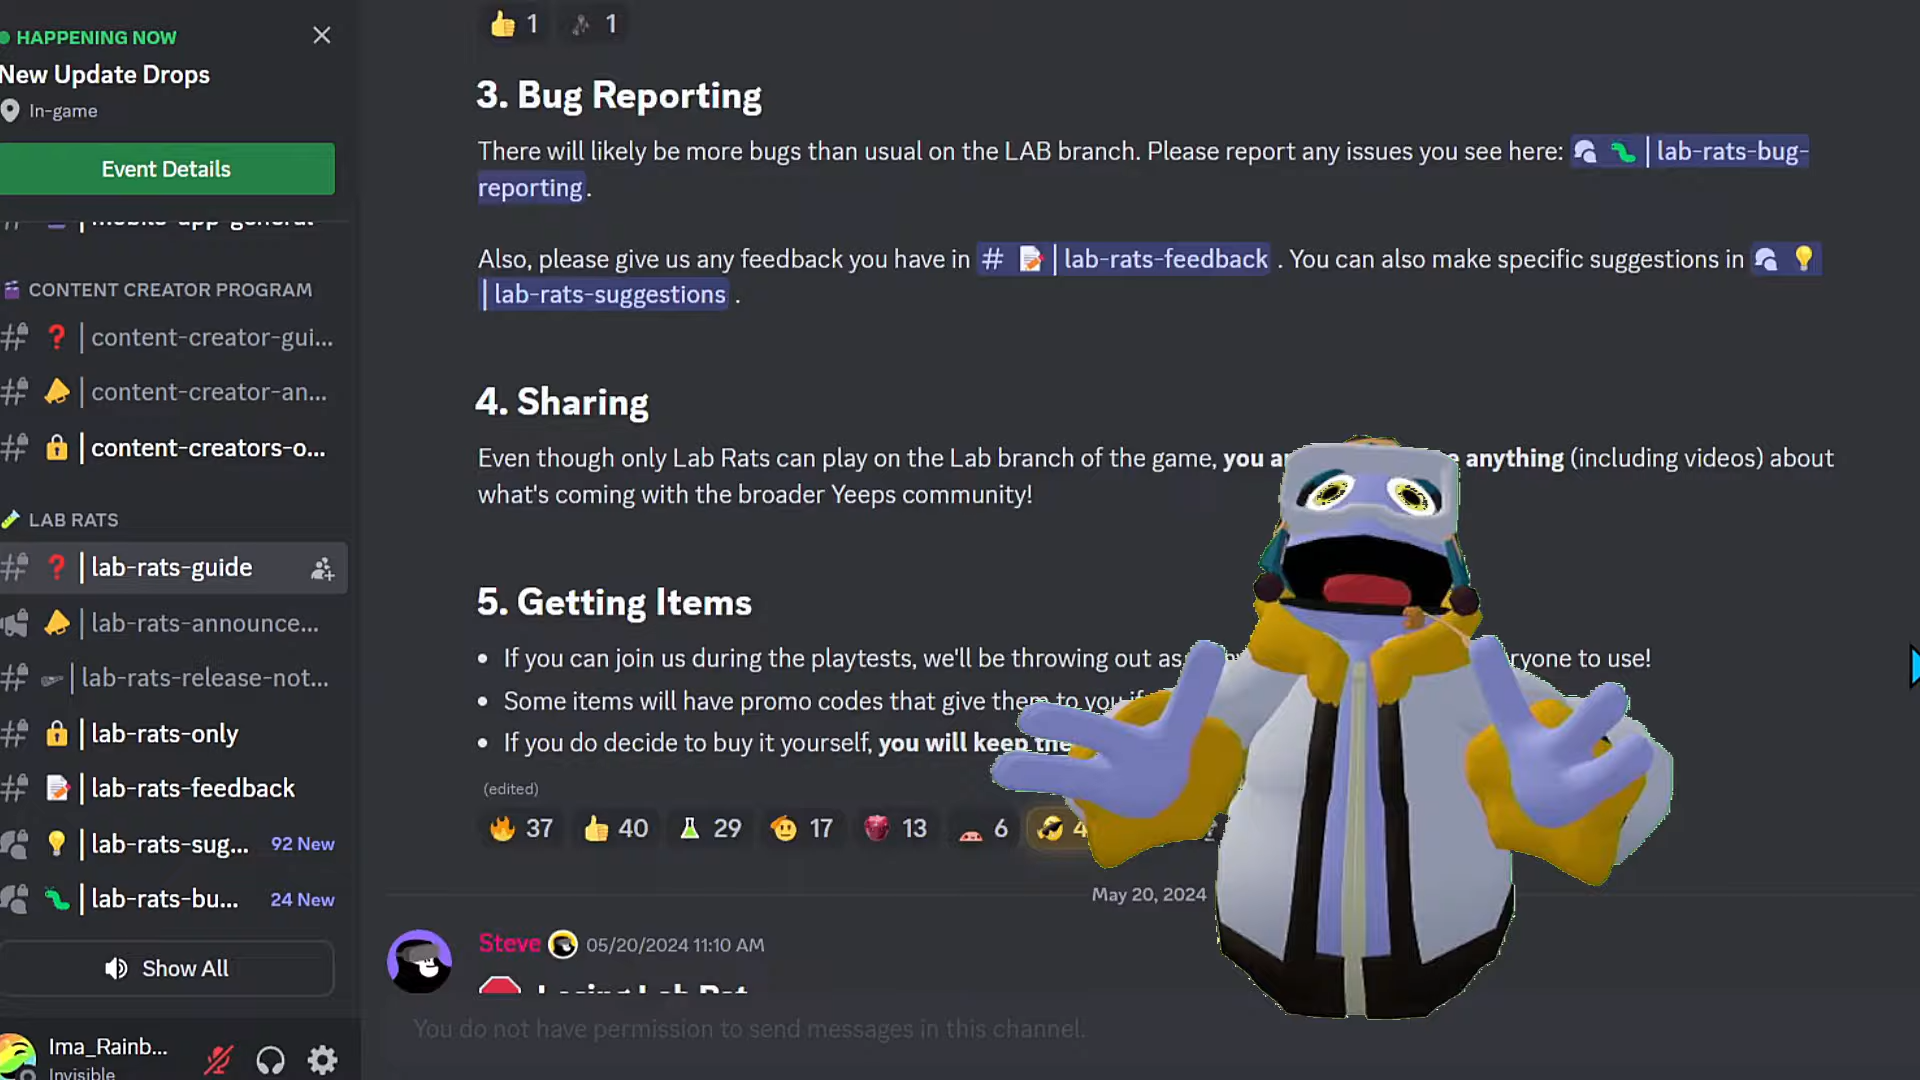 HAPPENING NOW
New Update Drops
In-game
Event Details
mobile-app-general
CONTENT CREATOR PROGRAM
content-creator-gui...
content-creator-an...
content-creators-o...
LAB RATS
lab-rats-guide
lab-rats-announce...
lab-rats-release-not...
lab-rats-only
lab-rats-feedback
lab-rats-sug... 92 New
lab-rats-bu... 24 New
Show All
Ima_Rainb...
Invisible
1 1
3. Bug Reporting
There will likely be more bugs than usual on the LAB branch. Please report any issues you see here: | lab-rats-bug-
reporting .
Also, please give us any feedback you have in # | lab-rats-feedback . You can also make specific suggestions in
| lab-rats-suggestions .
4. Sharing
Even though only Lab Rats can play on the Lab branch of the game, you anything (including videos) about
what's coming with the broader Yeeps community!
5. Getting Items
• If you can join us during the playtests, we'll be throwing out as to use!
• Some items will have promo codes that give them to you
• If you do decide to buy it yourself, you will keep
(edited)
37 40 29 17 13 6 4
May 20, 2024
Steve 05/20/2024 11:10 AM
Losing Lab Rat
You do not have permission to send messages in this channel.